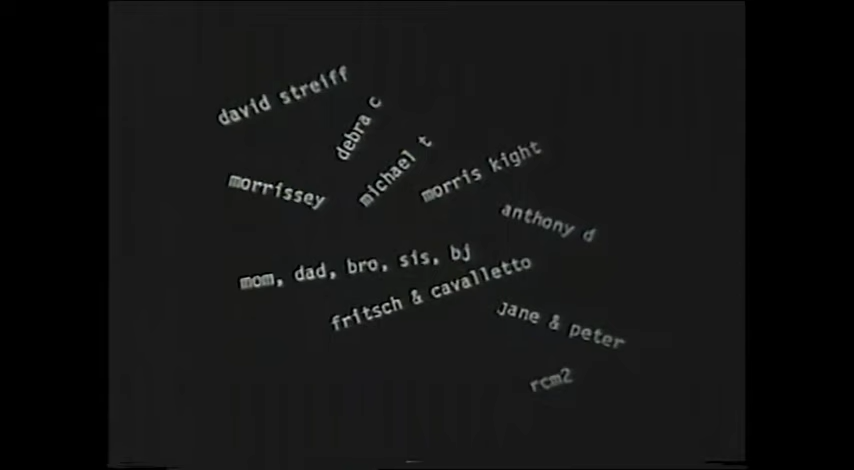 david streiff
debra c
michael t
morrissey
morris kight
anthony d
mom, dad, bro, sis, bj
fritsch & cavalletto
jane & peter
rcm2